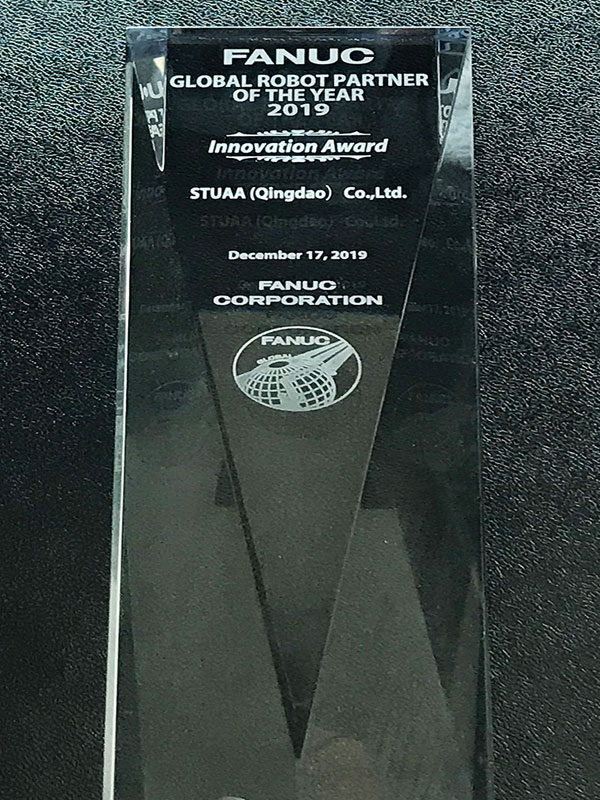 FANUC
GLOBAL ROBOT PARTNER
OF THE YEAR
2019
Innovation Award
STUAA (Qingdao） Co.,Ltd.
December 17, 2019
FANUC
CORPORATION
FANUC
GLOBAL